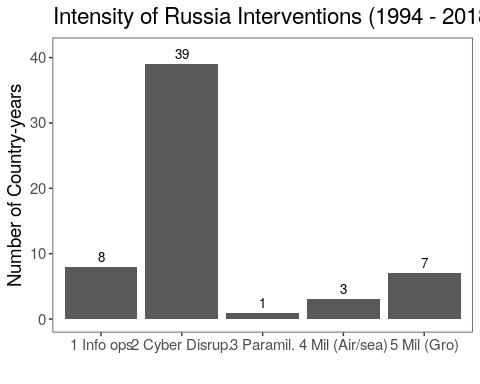 Intensity of Russia Interventions (1994 - 2018
Number of Country-years
40
30
20
10
0
8
39
1
3
7
1 Info ops
2 Cyber Disrup.
3 Paramil.
4 Mil (Air/sea)
5 Mil (Gro)